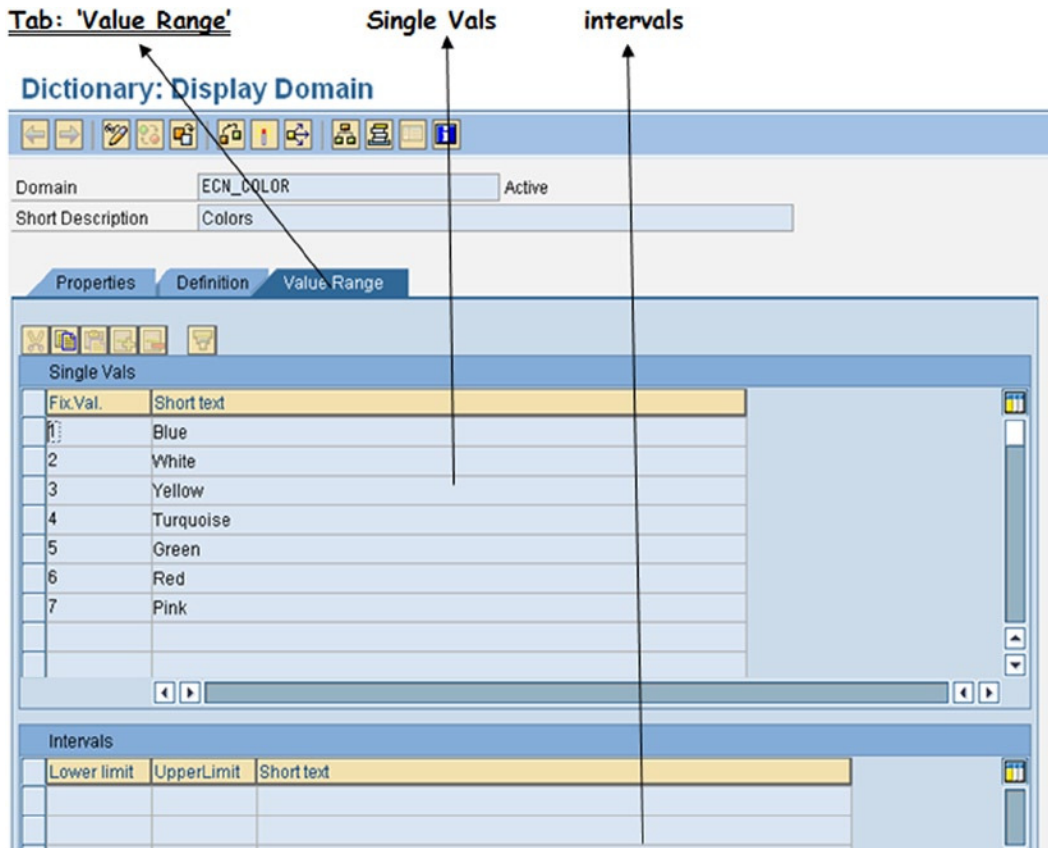 Tab: 'Value Range' Single Vals intervals
Dictionary: Display Domain
Domain ECN_COLOR Active
Short Description Colors
Properties Definition Value Range
Single Vals
Fix.Val. Short text
1 Blue
2 White
3 Yellow
4 Turquoise
5 Green
6 Red
7 Pink
Intervals
Lower limit UpperLimit Short text